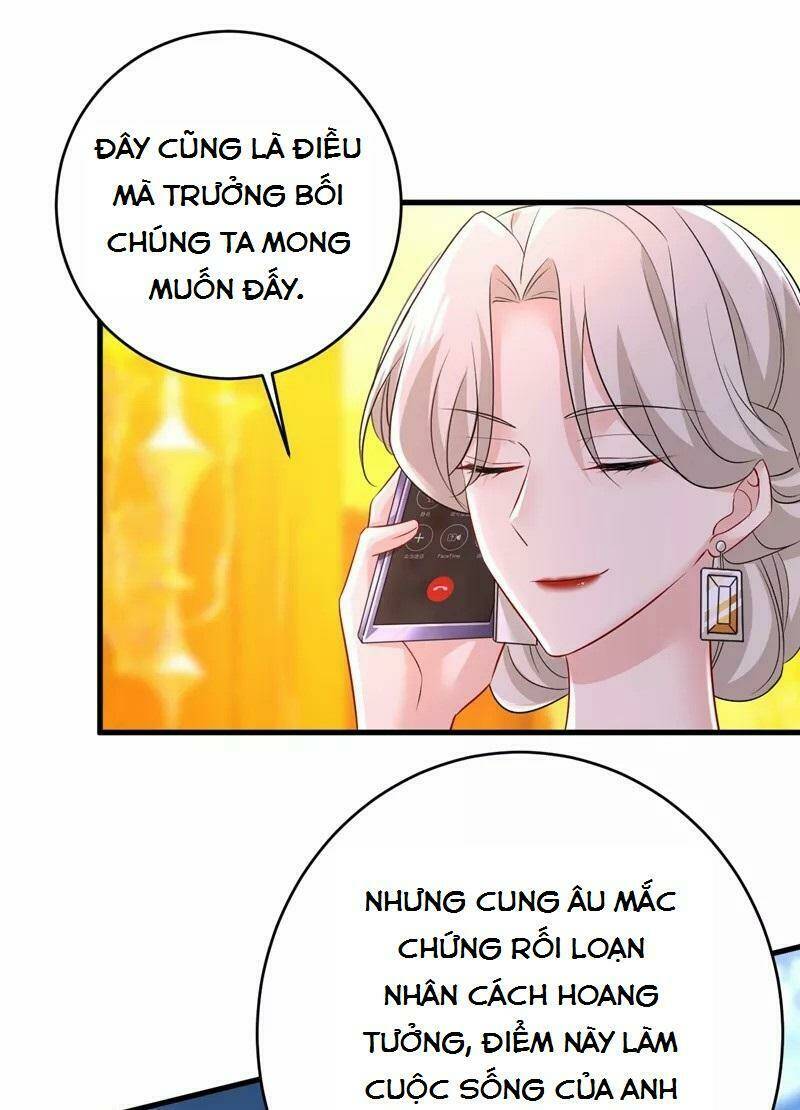 ĐÂY CŨNG LÀ ĐIỀU
MÀ TRƯỞNG BỐI
CHÚNG TA MONG
MUỐN ĐẤY.
FaceTime
NHƯNG CUNG ÂU MẮC
CHỨNG RỐI LOẠN
NHÂN CÁCH HOANG
TƯỞNG, ĐIỂM NÀY LÀM
CUỘC SỐNG CỦA ANH